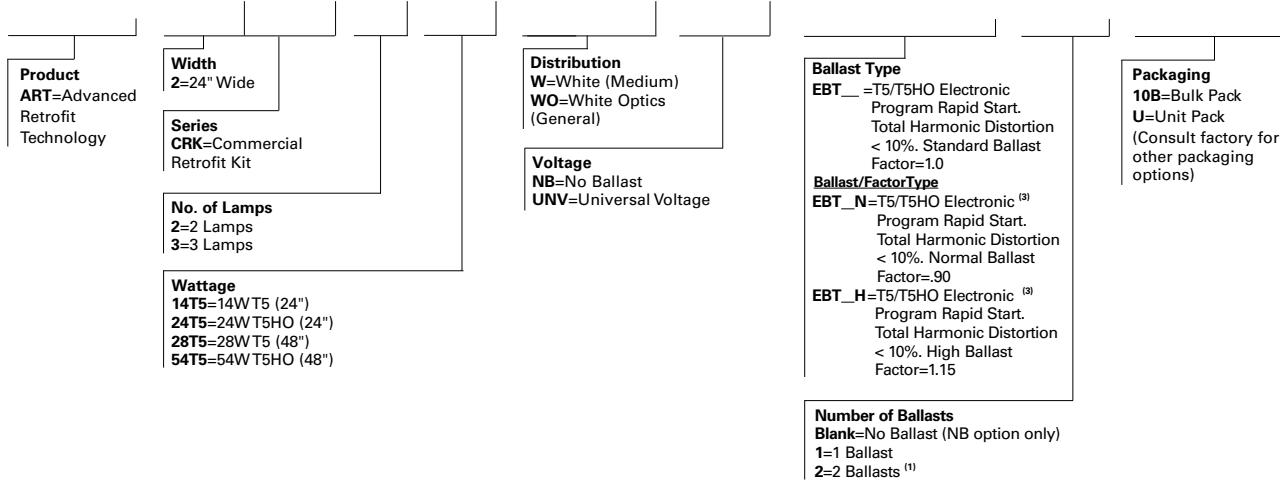 Product
ART=Advanced
Retrofit
Technology
Width
2=24" Wide
Series
CRK=Commercial
Retrofit Kit
No. of Lamps
2=2 Lamps
3=3 Lamps
Wattage
14T5=14W T5 (24")
24T5=24W T5HO (24")
28T5=28W T5 (48")
54T5=54W T5HO (48")
Distribution
W=White (Medium)
WO=White Optics
(General)
Voltage
NB=No Ballast
UNV=Universal Voltage
Ballast Type
EBT__ =T5/T5HO Electronic
Program Rapid Start.
Total Harmonic Distortion
< 10%. Standard Ballast
Factor=1.0
Ballast/FactorType
EBT__N=T5/T5HO Electronic (3)
Program Rapid Start.
Total Harmonic Distortion
< 10%. Normal Ballast
Factor=.90
EBT__H=T5/T5HO Electronic (3)
Program Rapid Start.
Total Harmonic Distortion
< 10%. High Ballast
Factor=1.15
Number of Ballasts
Blank=No Ballast (NB option only)
1=1 Ballast
2=2 Ballasts (1)
Packaging
10B=Bulk Pack
U=Unit Pack
(Consult factory for
other packaging
options)